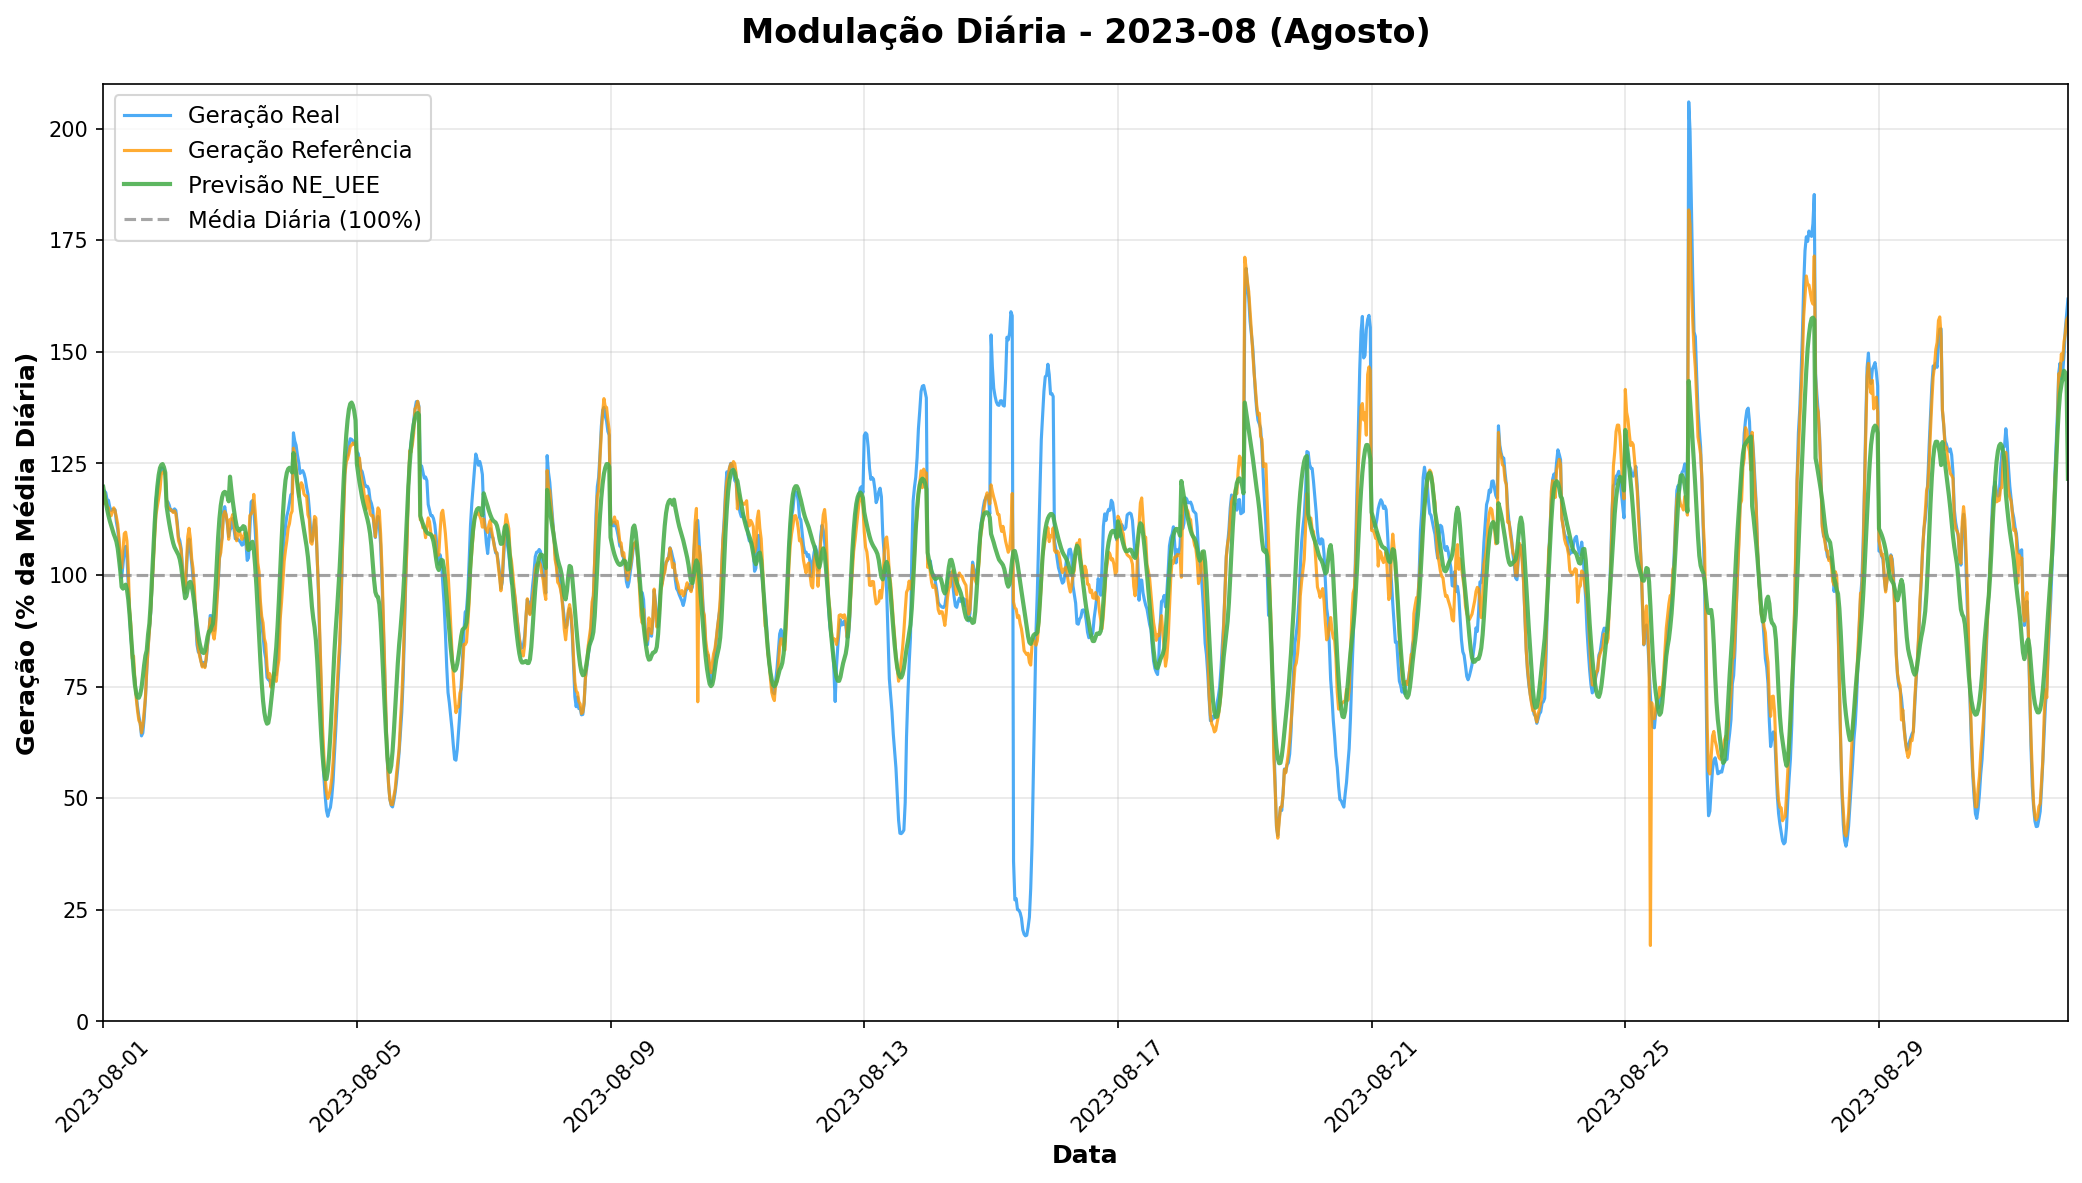 Modulação Diária - 2023-08 (Agosto)
Geração Real
Geração Referência
Previsão NE_UEE
Média Diária (100%)
Geração (% da Média Diária)
200
175
150
125
100
75
50
25
0
2023-08-01
2023-08-05
2023-08-09
2023-08-13
2023-08-17
2023-08-21
2023-08-25
2023-08-29
Data